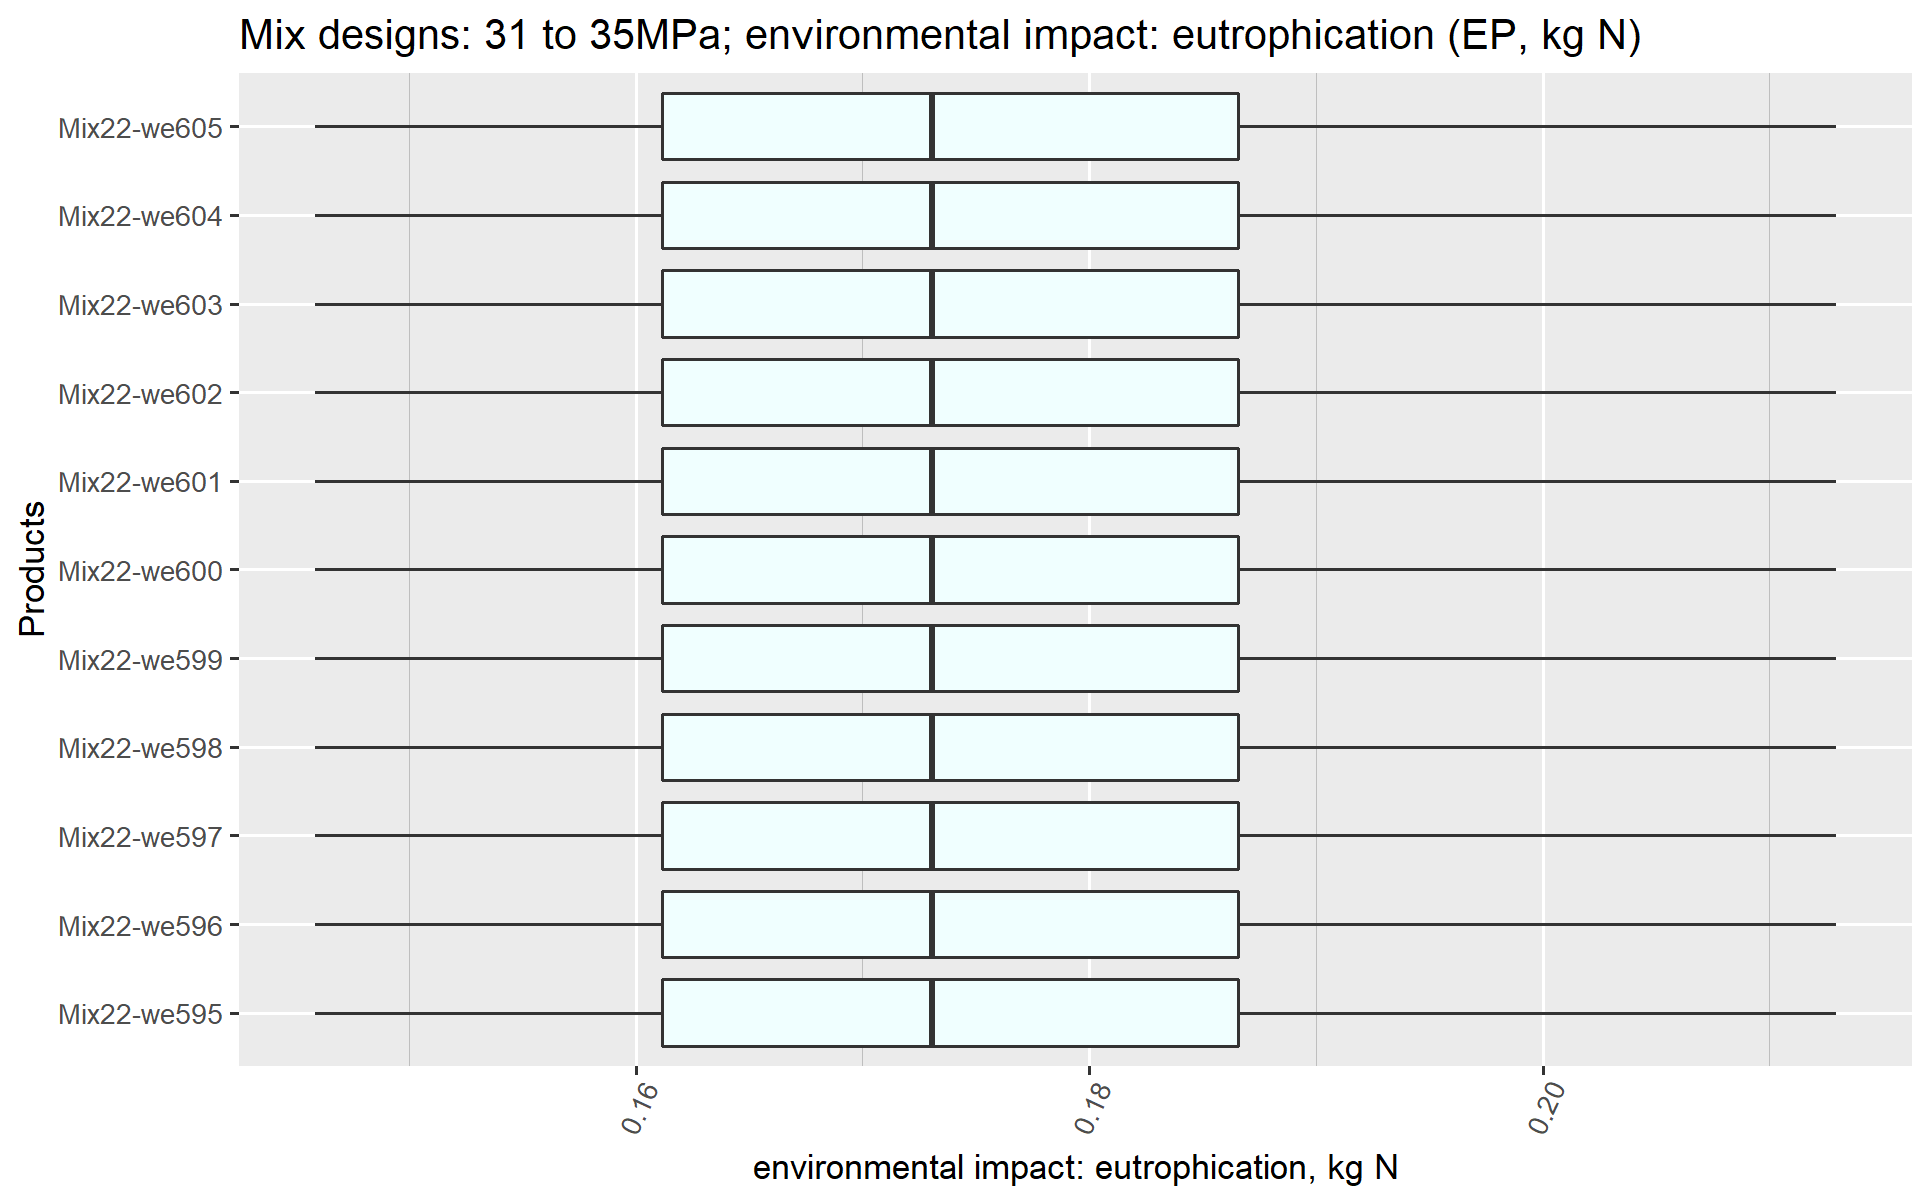 Mix designs: 31 to 35MPa; environmental impact: eutrophication (EP, kg N)
Products
Mix22-we605
Mix22-we604
Mix22-we603
Mix22-we602
Mix22-we601
Mix22-we600
Mix22-we599
Mix22-we598
Mix22-we597
Mix22-we596
Mix22-we595
0.16
0.18
0.20
environmental impact: eutrophication, kg N